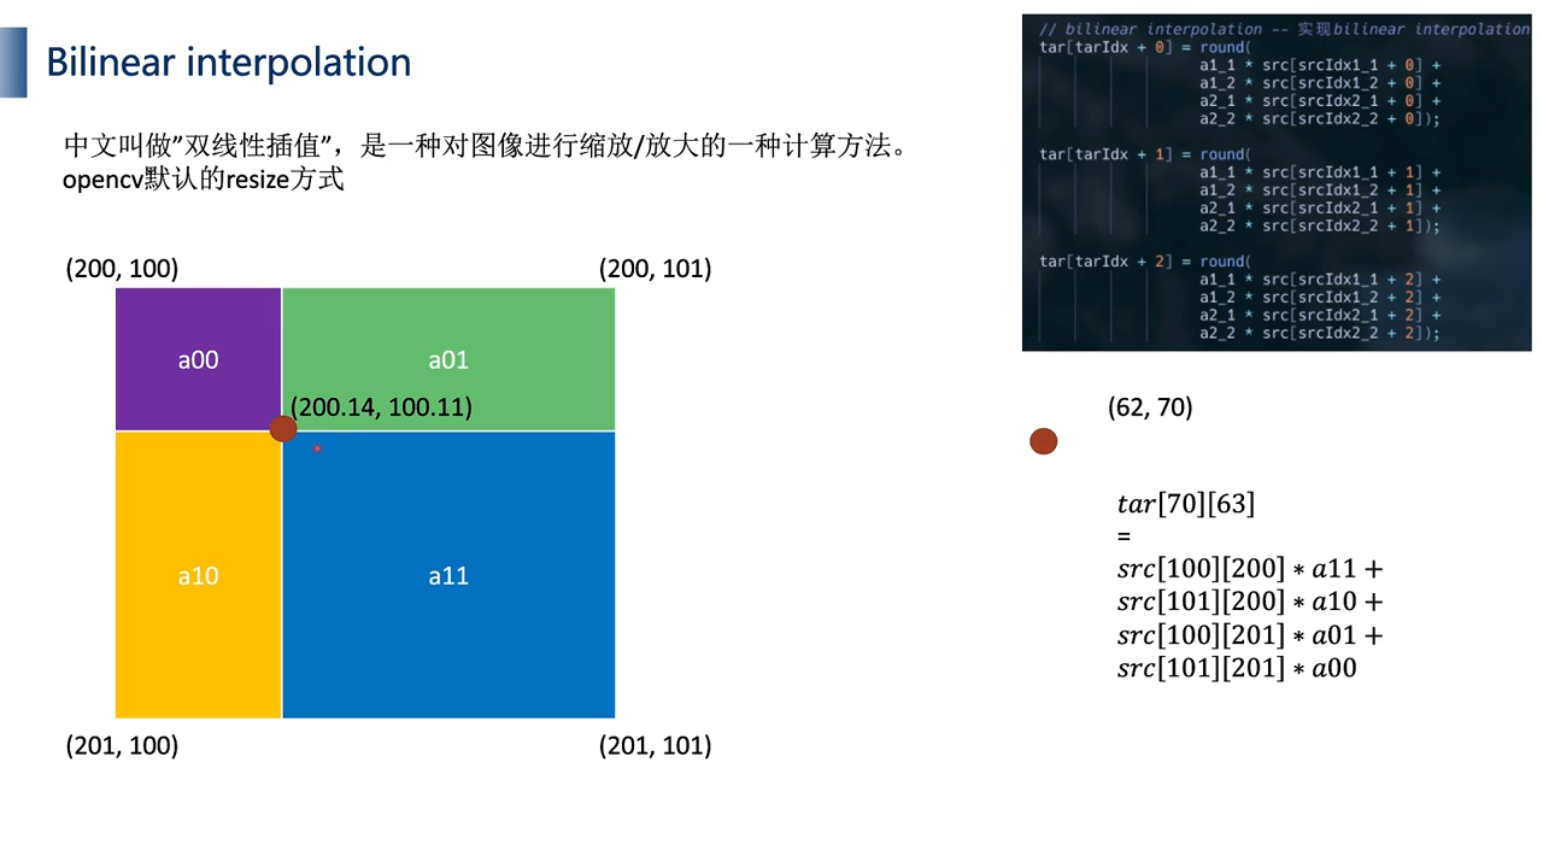 Bilinear interpolation
中文叫做”双线性插值”，是一种对图像进行缩放/放大的一种计算方法。
opencv默认的resize方式
(200, 100)
(200, 101)
a00
a01
(200.14, 100.11)
a10
a11
(201, 100)
(201, 101)
// bilinear interpolation -- 实现bilinear interpolation
tar[tarIdx + 0] = round(
a1_1 * src[srcIdx1_1 + 0] +
a1_2 * src[srcIdx1_2 + 0] +
a2_1 * src[srcIdx2_1 + 0] +
a2_2 * src[srcIdx2_2 + 0]);
tar[tarIdx + 1] = round(
a1_1 * src[srcIdx1_1 + 1] +
a1_2 * src[srcIdx1_2 + 1] +
a2_1 * src[srcIdx2_1 + 1] +
a2_2 * src[srcIdx2_2 + 1]);
tar[tarIdx + 2] = round(
a1_1 * src[srcIdx1_1 + 2] +
a1_2 * src[srcIdx1_2 + 2] +
a2_1 * src[srcIdx2_1 + 2] +
a2_2 * src[srcIdx2_2 + 2]);
(62, 70)
tar[70][63]
=
src[100][200] ∗ a11 +
src[101][200] ∗ a10 +
src[100][201] ∗ a01 +
src[101][201] ∗ a00